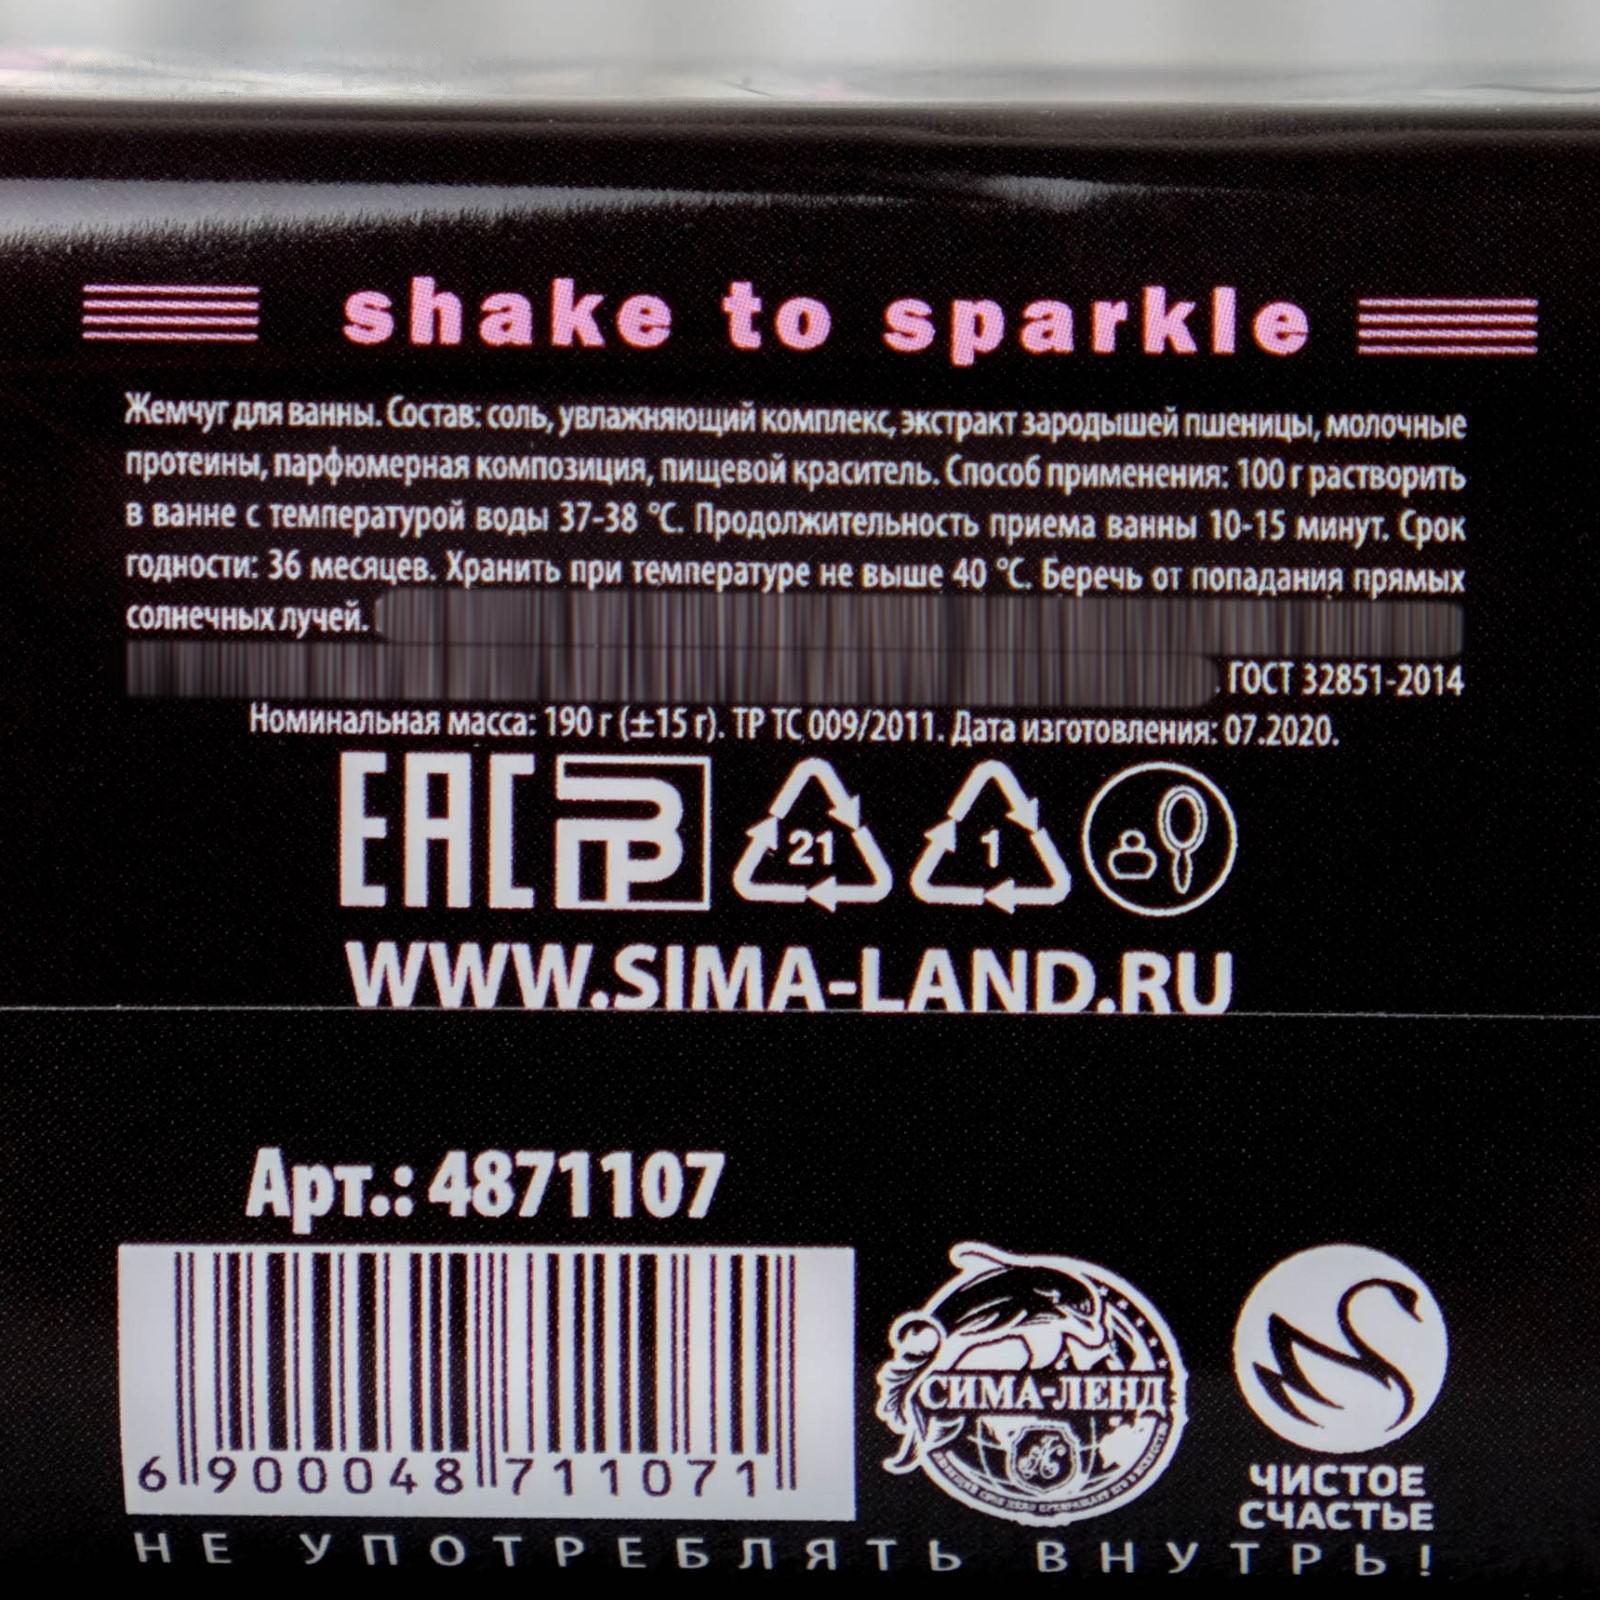 shake to sparkle
Жемчуг для ванны. Состав: соль, увлажняющий комплекс, экстракт зародышей пшеницы, молочные
протеины, парфюмерная композиция, пищевой краситель. Способ применения: 100 г растворить
в ванне с температурой воды 37-38 °С. Продолжительность приема ванны 10-15 минут. Срок
годности: 36 месяцев. Хранить при температуре не выше 40 °С. Беречь от попадания прямых
солнечных лучей.
. ГОСТ 32851-2014
Номинальная масса: 190 г (±15 г). ТР ТС 009/2011. Дата изготовления: 07.2020.
EAC
21
1
WWW.SIMA-LAND.RU
Арт.: 4871107
6 900048 711071
СИМА-ЛЕНД
ЧИСТОЕ
СЧАСТЬЕ
НЕ УПОТРЕБЛЯТЬ ВНУТРЬ!